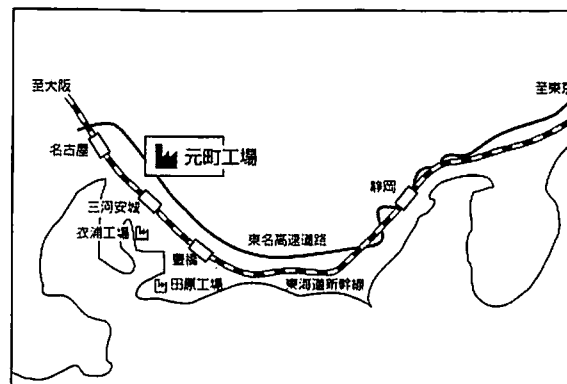 至大阪
至東京
名古屋
元町工場
静岡
三河安城
衣浦工場
東名高速道路
豊橋
田原工場
東海道新幹線